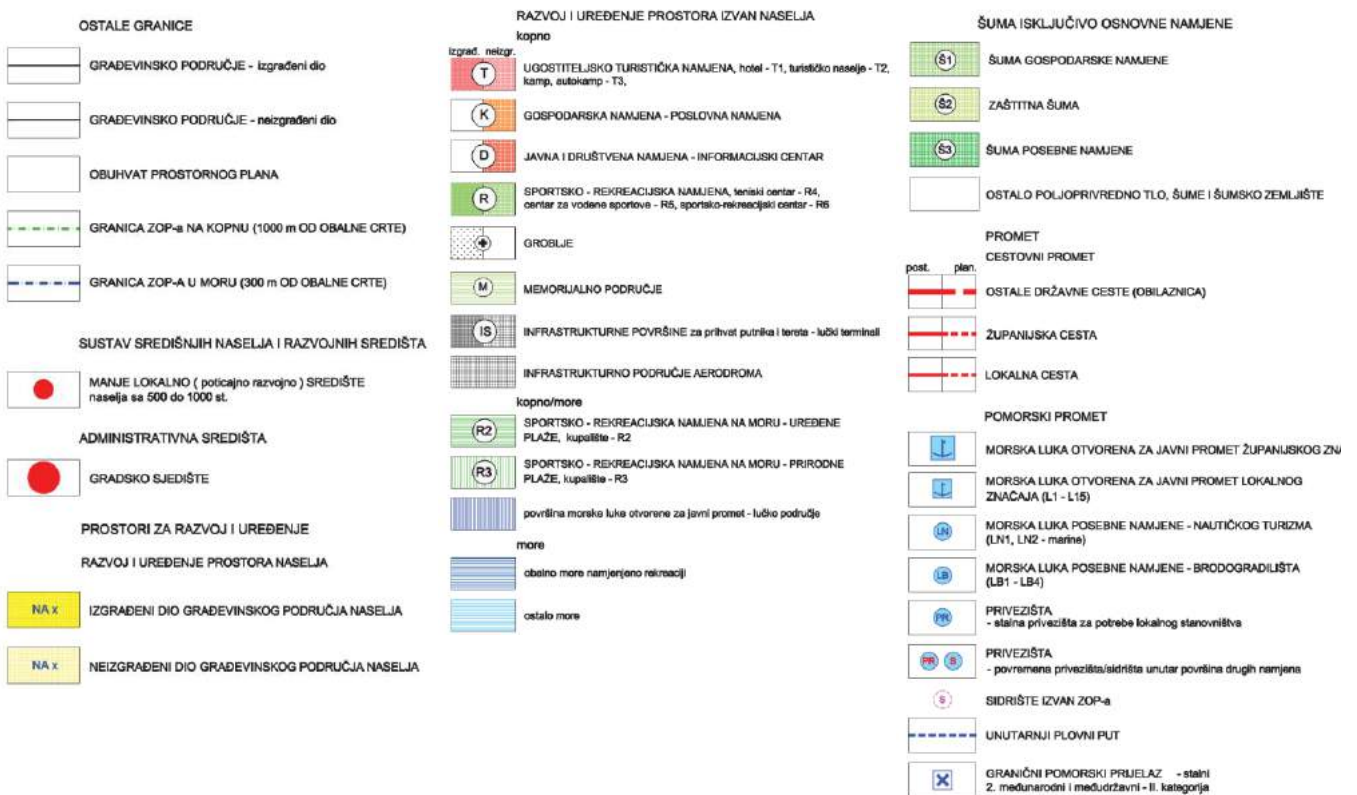 OSTALE GRANICE
GRAĐEVINSKO PODRUČJE - izgrađeni dio
GRAĐEVINSKO PODRUČJE - neizgrađeni dio
OBUHVAT PROSTORNOG PLANA
GRANICA ZOP-a NA KOPNU (1000 m OD OBALNE CRTE)
GRANICA ZOP-A U MORU (300 m OD OBALNE CRTE)
SUSTAV SREDIŠNJIH NASELJA I RAZVOJNIH SREDIŠTA
MANJE LOKALNO ( poticajno razvojno ) SREDIŠTE
naselja sa 500 do 1000 st.
ADMINISTRATIVNA SREDIŠTA
GRADSKO SJEDIŠTE
PROSTORI ZA RAZVOJ I UREĐENJE
RAZVOJ I UREĐENJE PROSTORA NASELJA
NA x IZGRAĐENI DIO GRAĐEVINSKOG PODRUČJA NASELJA
NA x NEIZGRAĐENI DIO GRAĐEVINSKOG PODRUČJA NASELJA
RAZVOJ I UREĐENJE PROSTORA IZVAN NASELJA
kopno
izgrađ. neizgr.
T UGOSTITELJSKO TURISTIČKA NAMJENA, hotel - T1, turističko naselje - T2,
kamp, autokamp - T3,
K GOSPODARSKA NAMJENA - POSLOVNA NAMJENA
D JAVNA I DRUŠTVENA NAMJENA - INFORMACIJSKI CENTAR
R SPORTSKO - REKREACIJSKA NAMJENA, teniski centar - R4,
centar za vodene sportove - R5, sportsko-rekreacijski centar - R6
GROBLJE
M MEMORIJALNO PODRUČJE
IS INFRASTRUKTURNE POVRŠINE za prihvat putnika i tereta - lučki terminali
INFRASTRUKTURNO PODRUČJE AERODROMA
kopno/more
R2 SPORTSKO - REKREACIJSKA NAMJENA NA MORU - UREĐENE
PLAŽE, kupalište - R2
R3 SPORTSKO - REKREACIJSKA NAMJENA NA MORU - PRIRODNE
PLAŽE, kupalište - R3
površina morske luke otvorene za javni promet - lučko područje
more
obalno more namjenjeno rekreaciji
ostalo more
ŠUMA ISKLJUČIVO OSNOVNE NAMJENE
Š1 ŠUMA GOSPODARSKE NAMJENE
Š2 ZAŠTITNA ŠUMA
Š3 ŠUMA POSEBNE NAMJENE
OSTALO POLJOPRIVREDNO TLO, ŠUME I ŠUMSKO ZEMLJIŠTE
PROMET
CESTOVNI PROMET
post. plan.
OSTALE DRŽAVNE CESTE (OBILAZNICA)
ŽUPANIJSKA CESTA
LOKALNA CESTA
POMORSKI PROMET
MORSKA LUKA OTVORENA ZA JAVNI PROMET ŽUPANIJSKOG ZNA
MORSKA LUKA OTVORENA ZA JAVNI PROMET LOKALNOG
ZNAČAJA (L1 - L15)
LN MORSKA LUKA POSEBNE NAMJENE - NAUTIČKOG TURIZMA
(LN1, LN2 - marine)
LB MORSKA LUKA POSEBNE NAMJENE - BRODOGRADILIŠTA
(LB1 - LB4)
PR PRIVEZIŠTA
- stalna privezišta za potrebe lokalnog stanovništva
PR S PRIVEZIŠTA
- povremena privezišta/sidrišta unutar površina drugih namjena
S SIDRIŠTE IZVAN ZOP-a
UNUTARNJI PLOVNI PUT
GRANIČNI POMORSKI PRIJELAZ - stalni
2. međunarodni i međudržavni - II. kategorija